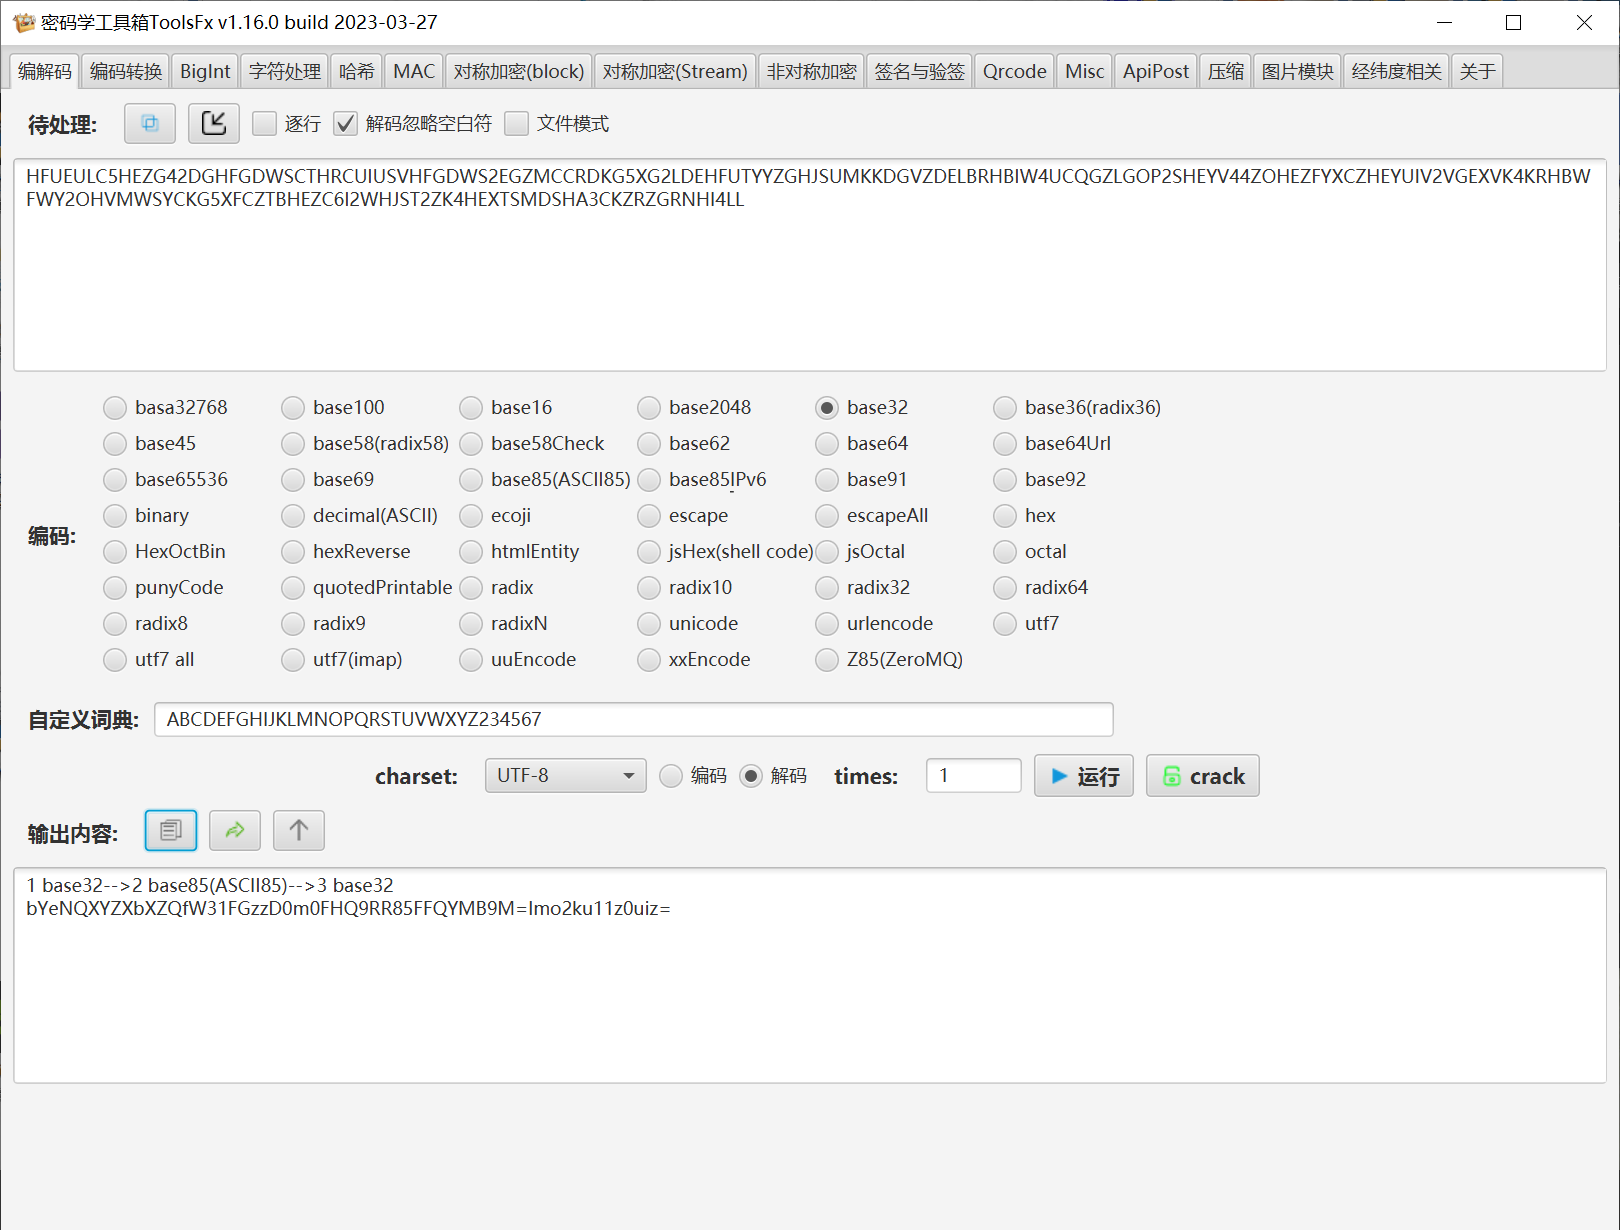 密码学工具箱ToolsFx v1.16.0 build 2023-03-27
编解码 编码转换 BigInt 字符处理 哈希 MAC 对称加密(block) 对称加密(Stream) 非对称加密 签名与验签 Qrcode Misc ApiPost 压缩 图片模块 经纬度相关 关于
待处理: 逐行 解码忽略空白符 文件模式
HFUEULC5HEZG42DGHFGDWSCTHRCUIUSVHFGDWS2EGZMCCRDKG5XG2LDEHFUTYYZGHJSUMKKDGVZDELBRHBIW4UCQGZLGOP2SHEYV44ZOHEZFYXCZHEYUIV2VGEXVK4KRHBW
FWY2OHVMWSYCKG5XFCZTBHEZC6I2WHJST2ZK4HEXTSMDSHA3CKZRZGRNHI4LL
basa32768 base100 base16 base2048 base32 base36(radix36)
base45 base58(radix58) base58Check base62 base64 base64Url
base65536 base69 base85(ASCII85) base85IPv6 base91 base92
编码: binary decimal(ASCII) ecoji escape escapeAll hex
HexOctBin hexReverse htmlEntity jsHex(shell code) jsOctal octal
punyCode quotedPrintable radix radix10 radix32 radix64
radix8 radix9 radixN unicode urlencode utf7
utf7 all utf7(imap) uuEncode xxEncode Z85(ZeroMQ)
自定义词典: ABCDEFGHIJKLMNOPQRSTUVWXYZ234567
charset: UTF-8 编码 解码 times: 1 运行 crack
输出内容:
1 base32-->2 base85(ASCII85)-->3 base32
bYeNQXYZXbXZQfW31FGzzD0m0FHQ9RR85FFQYMB9M=Imo2ku11z0uiz=